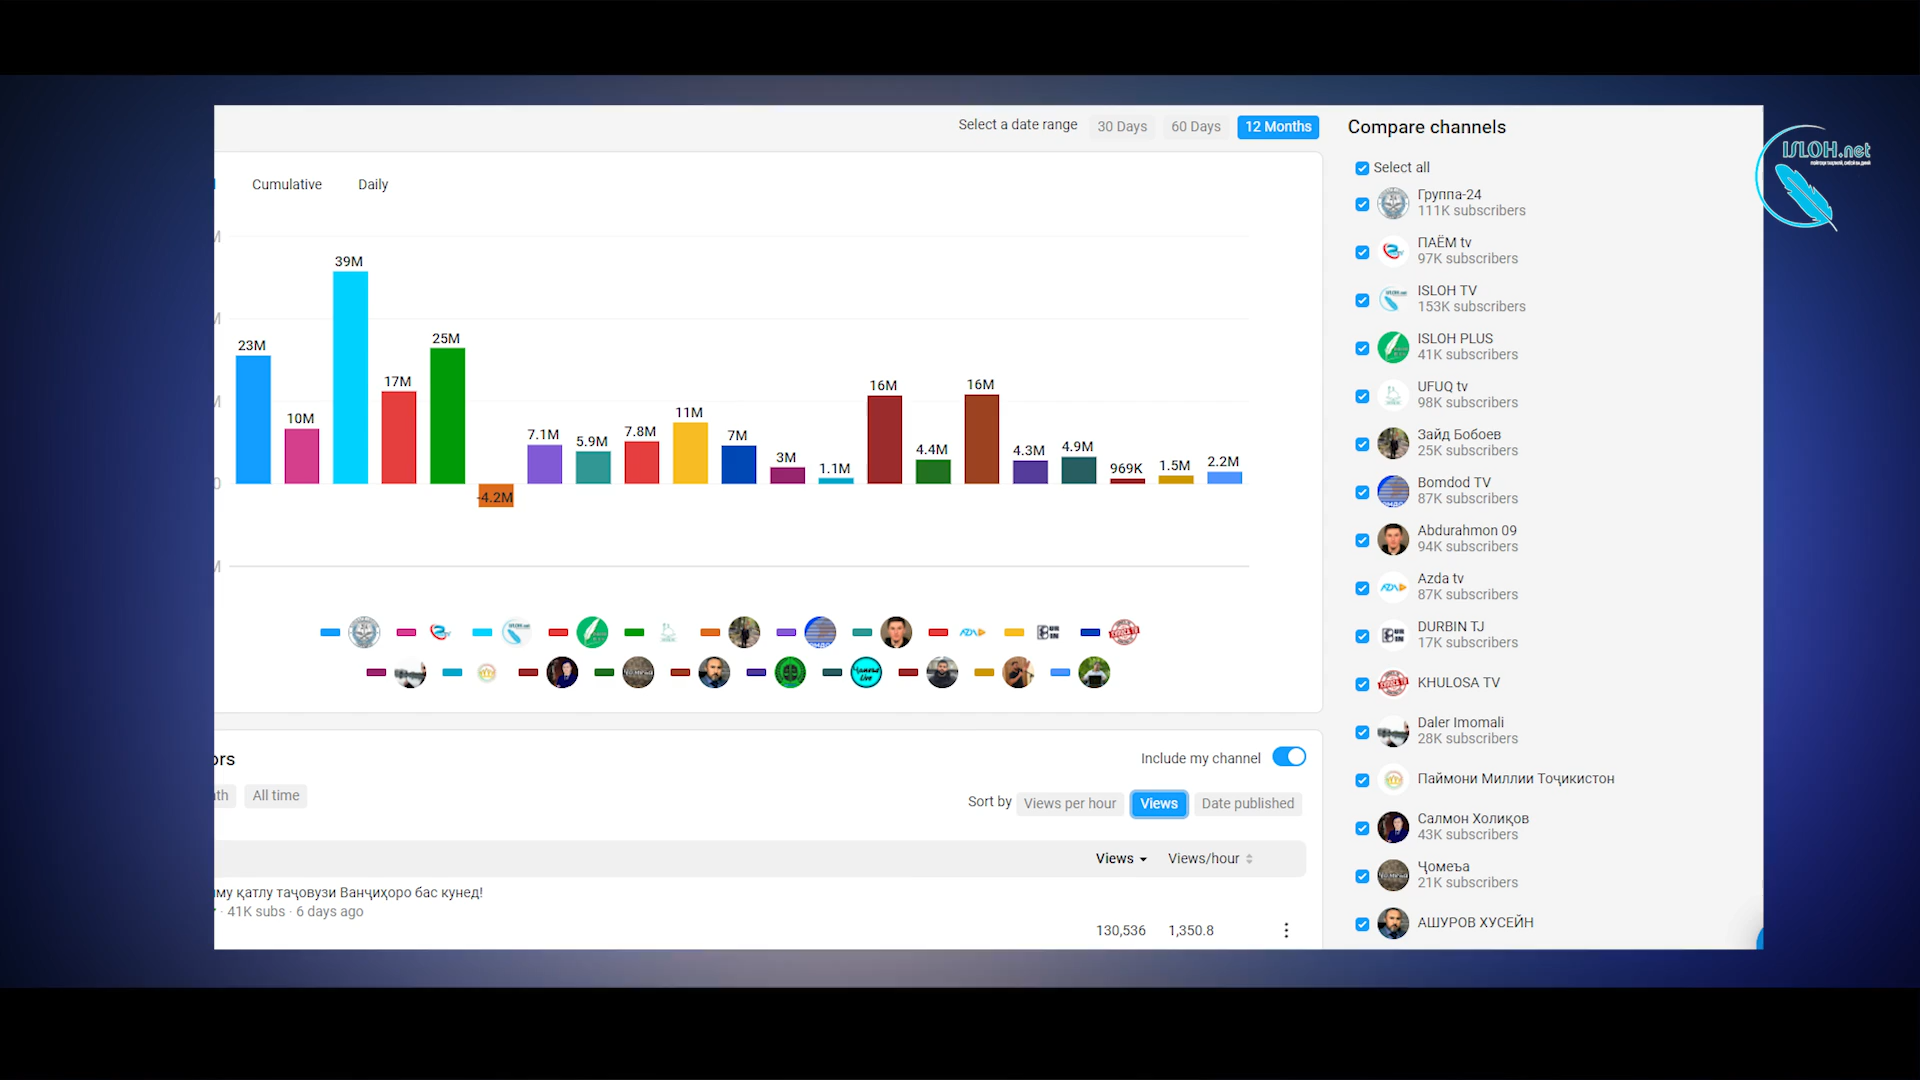 Select a date range 30 Days 60 Days 12 Months
Compare channels
ISLOH.net
Select all
Cumulative Daily
Группа-24
111K subscribers
ПАЁМ tv
97K subscribers
ISLOH TV
153K subscribers
ISLOH PLUS
41K subscribers
UFUQ tv
98K subscribers
Зайд Бобоев
25K subscribers
Bomdod TV
87K subscribers
Abdurahmon 09
94K subscribers
Azda tv
87K subscribers
DURBIN TJ
17K subscribers
KHULOSA TV
Daler Imomali
28K subscribers
Паймони Миллии Тоҷикистон
Салмон Холиқов
43K subscribers
Ҷомеъа
21K subscribers
АШУРОВ ХУСЕЙН
M
M
M
0
M
23M 10M 39M 17M 25M -4.2M 7.1M 5.9M 7.8M 11M 7M 3M 1.1M 16M 4.4M 16M 4.3M 4.9M 969K 1.5M 2.2M
ors
Include my channel
nth All time
Sort by Views per hour Views Date published
Views Views/hour
иму қатлу таҷовузи Ванҷиҳоро бас кунед!
· 41K subs · 6 days ago
130,536 1,350.8